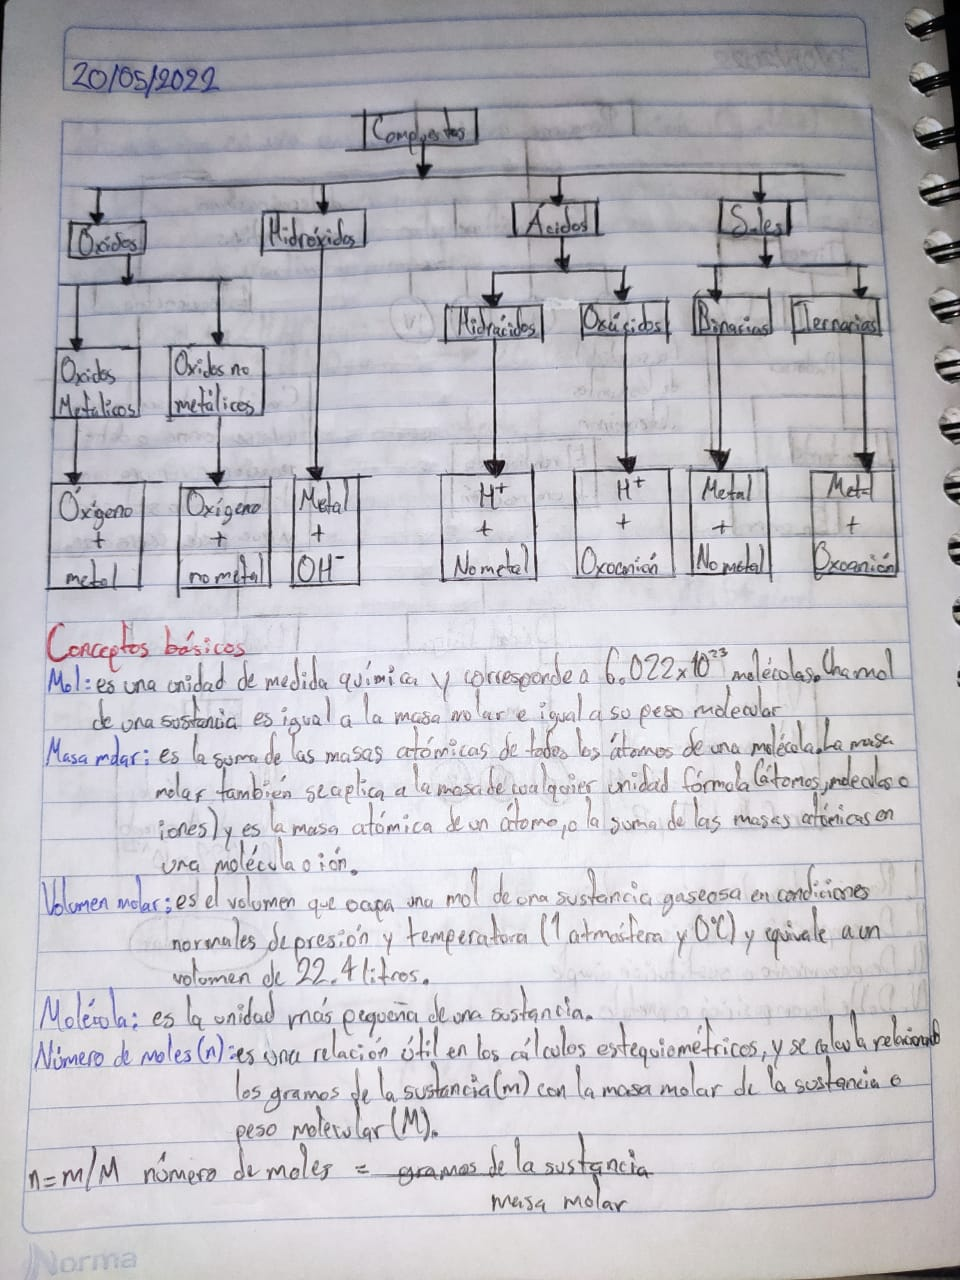 20/05/2022
Compuestos
Óxidos Hidróxidos Ácidos Sales
Hidrácidos Oxácidos Binarias Ternarias
Oxidos Oxidos no
Metalicos metálicos
Óxigeno Oxígeno Metal H+ H+ Metal Metal
+ + + + + + +
metal no metal OH- No metal Oxoanión No metal Oxoanión
Conceptos básicos
Mol: es una unidad de medida química y corresponde a 6.022x10²³ moléculas. Una mol
de una sustancia es igual a la masa molar e igual a su peso molecular
Masa molar: es la suma de las masas atómicas de todos los átomos de una molécula. La masa
molar también se aplica a la masa de cualquier unidad fórmula (átomos, moleculas o
iones) y es la masa atómica de un átomo, o la suma de las masas atómicas en
una molécula o ión.
Volumen molar: es el volumen que ocupa una mol de una sustancia gaseosa en condiciones
normales de presión y temperatura (1 atmósfera y 0°C) y equivale a un
volumen de 22.4 litros.
Molécula: es la unidad más pequeña de una sustancia.
Número de moles (n): es una relación útil en los cálculos estequiométricos, y se calcula relacionando
los gramos de la sustancia (m) con la masa molar de la sustancia o
peso molecular (M).
n=m/M número de moles = gramos de la sustancia
masa molar
Norma